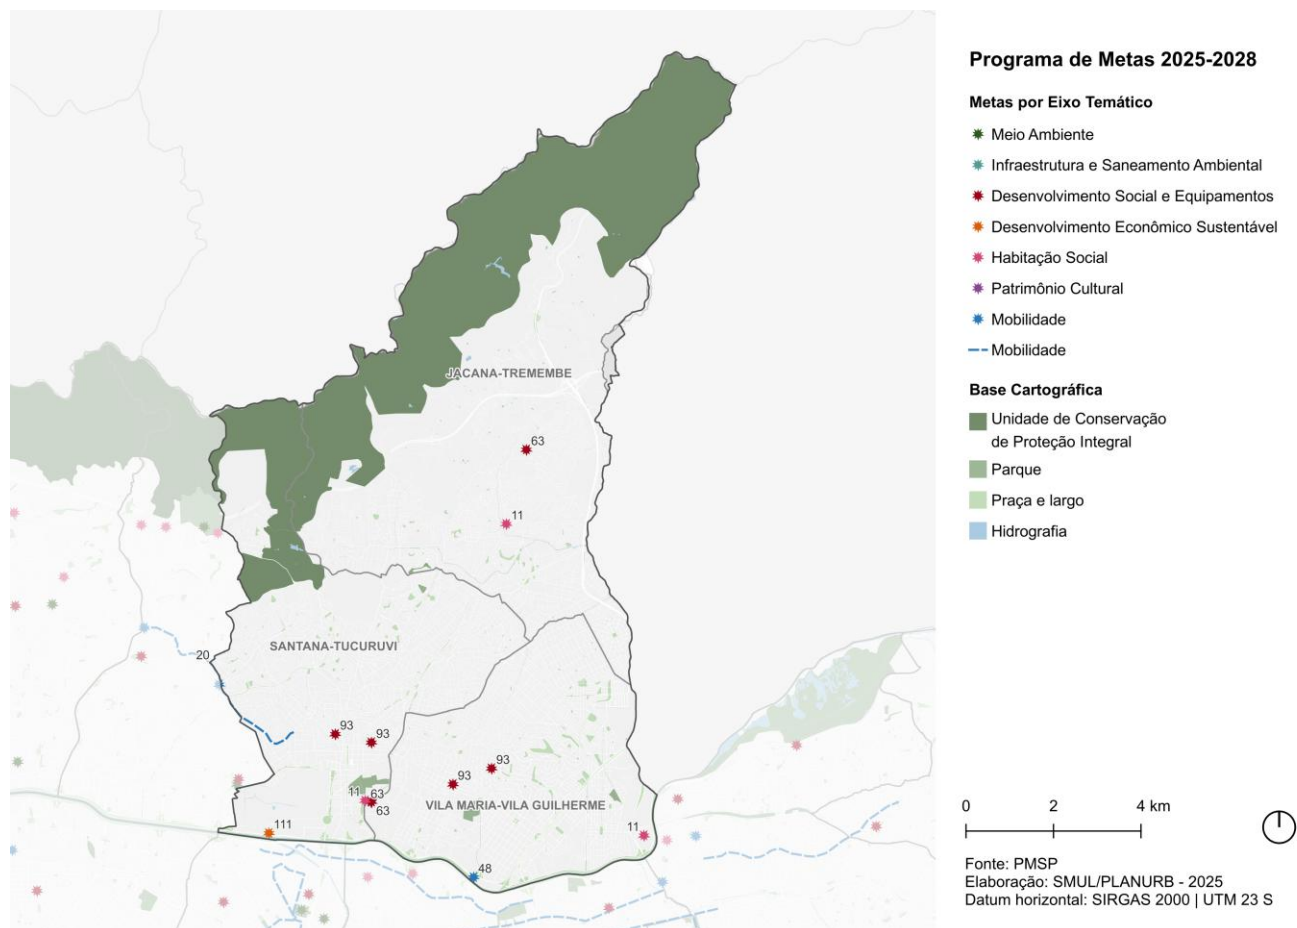 Programa de Metas 2025-2028
Metas por Eixo Temático
Meio Ambiente
Infraestrutura e Saneamento Ambiental
Desenvolvimento Social e Equipamentos
Desenvolvimento Econômico Sustentável
Habitação Social
Patrimônio Cultural
Mobilidade
Mobilidade
Base Cartográfica
Unidade de Conservação
de Proteção Integral
Parque
Praça e largo
Hidrografia
JAÇANA-TREMEMBE
63
11
SANTANA-TUCURUVI
20
93
93
93
93
11
63
63
VILA MARIA-VILA GUILHERME
111
11
48
0 2 4 km
Fonte: PMSP
Elaboração: SMUL/PLANURB - 2025
Datum horizontal: SIRGAS 2000 | UTM 23 S